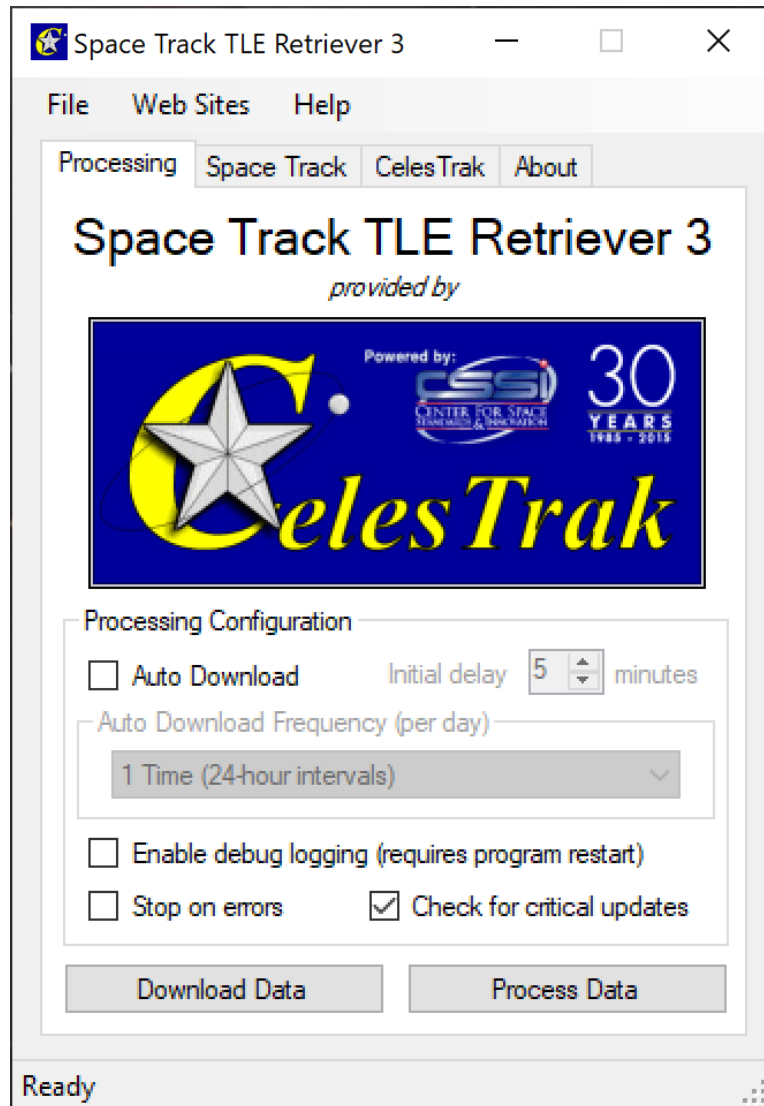 Space Track TLE Retriever 3
File Web Sites Help
Processing Space Track CelesTrak About
Space Track TLE Retriever 3
provided by
Powered by:
CSSI
CENTER FOR SPACE
STANDARDS & INNOVATION
30
YEARS
1985 - 2015
CelesTrak
Processing Configuration
Auto Download Initial delay 5 minutes
Auto Download Frequency (per day)
1 Time (24-hour intervals)
Enable debug logging (requires program restart)
Stop on errors Check for critical updates
Download Data Process Data
Ready